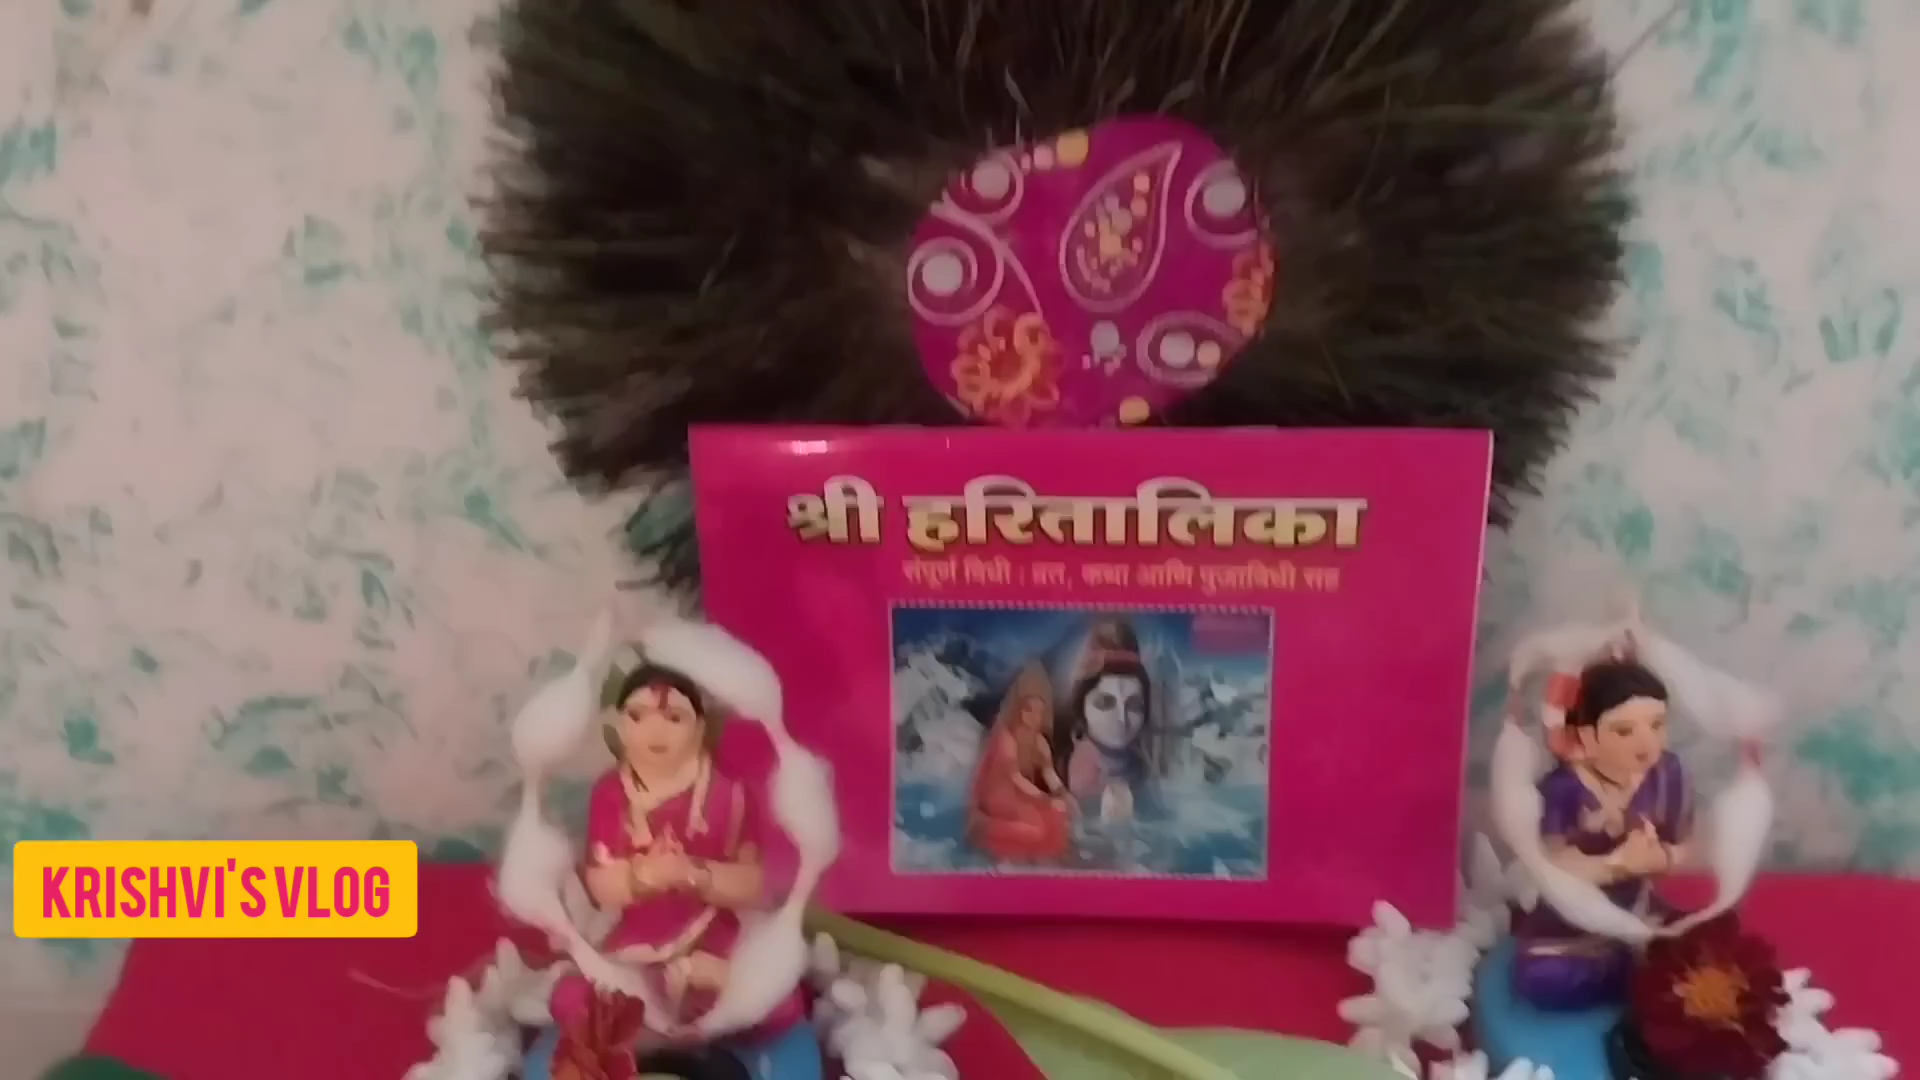 श्री हरितालिका
संपूर्ण विधी : व्रत, कथा आणि पुजाविधी सह
KRISHVI'S VLOG